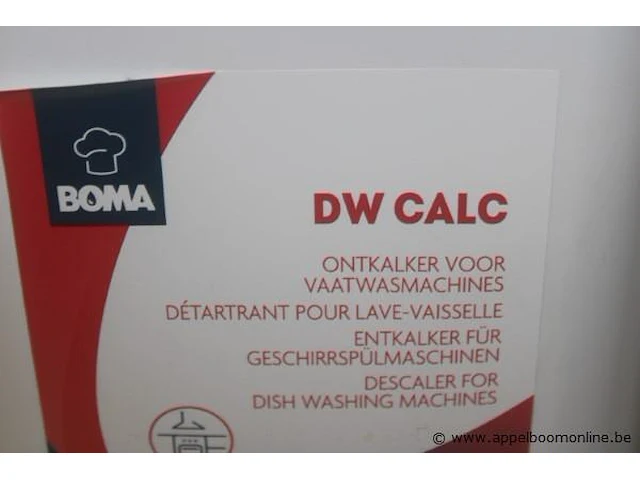 BOMA
DW CALC
ONTKALKER VOOR
VAATWASMACHINES
DÉTARTRANT POUR LAVE-VAISSELLE
ENTKALKER FÜR
GESCHIRRSPÜLMASCHINEN
DESCALER FOR
DISH WASHING MACHINES
© www.appelboomonline.be